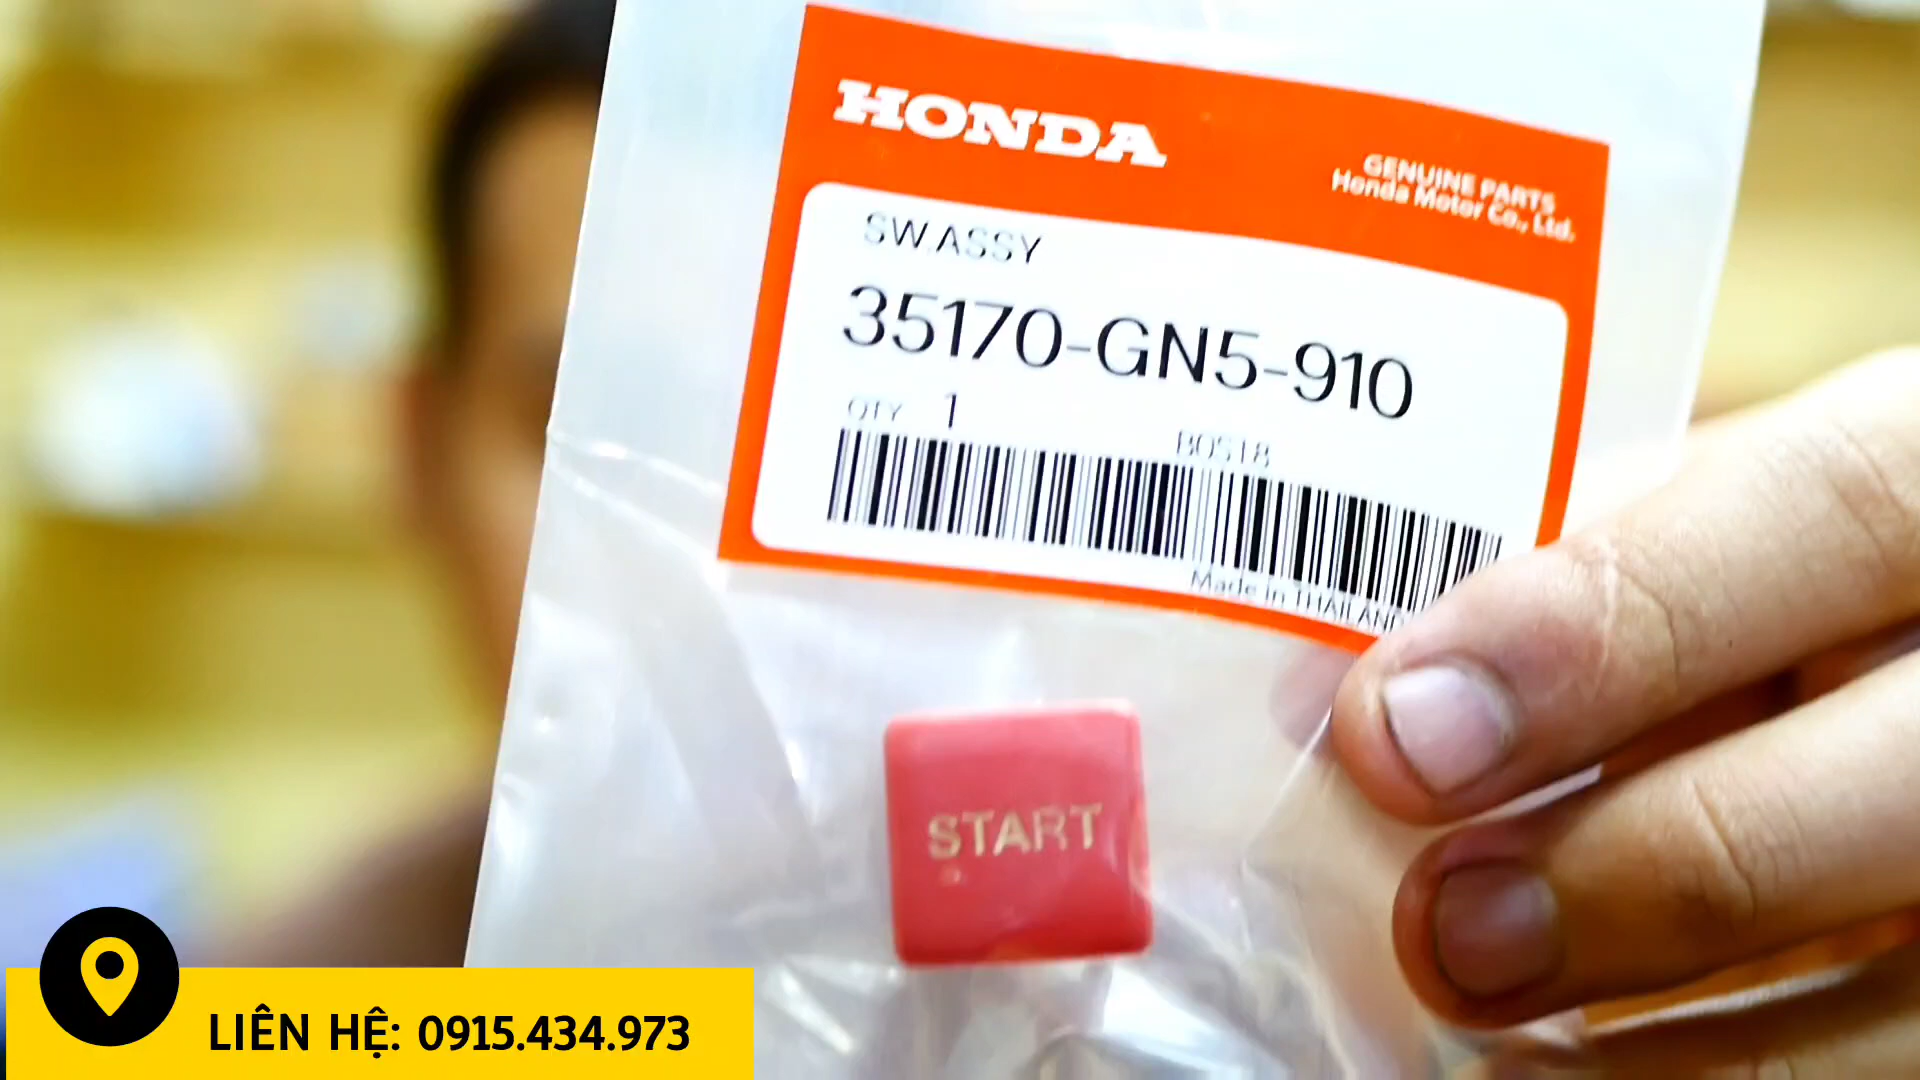 HONDA
GENUINE PARTS
Honda Motor Co., Ltd.
SW.ASSY
35170-GN5-910
QTY 1
BOS18
Made in THAILAND
START
LIÊN HỆ: 0915.434.973